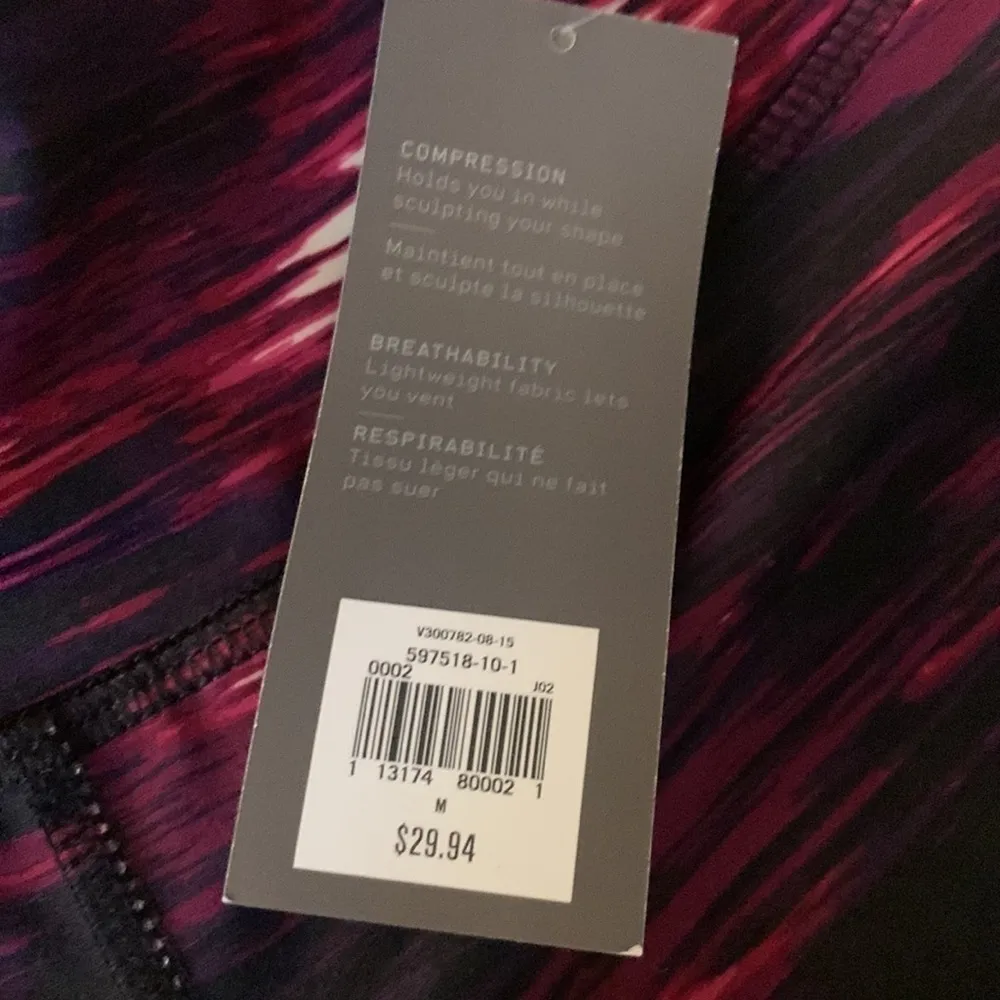 COMPRESSION
Holds you in while
sculpting your shape
Maintient tout en place
et sculpte la silhouette
BREATHABILITY
Lightweight fabric lets
you vent
RESPIRABILITÉ
Tissu léger qui ne fait
pas suer
V300782-08-15
597518-10-1
0002
J02
1 13174 80002 1
M
$29.94